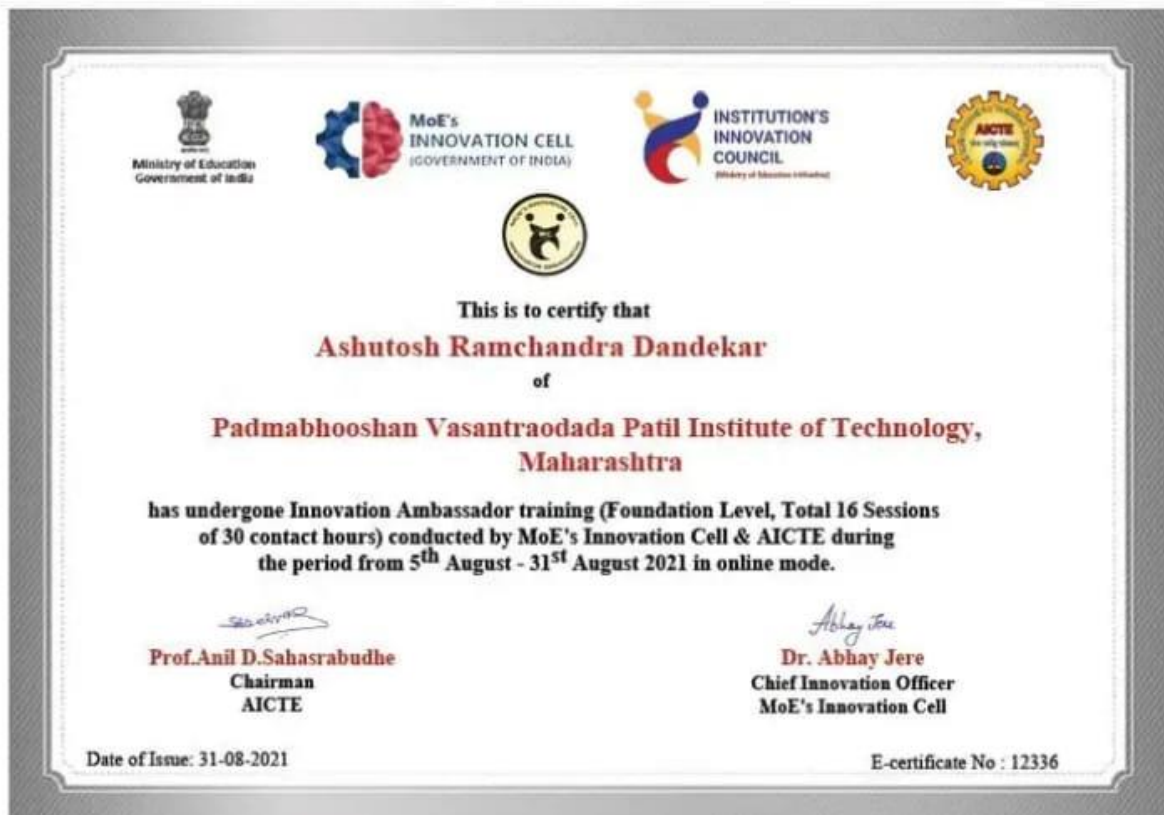 Ministry of Education
Government of India
MoE's
INNOVATION CELL
(GOVERNMENT OF INDIA)
INSTITUTION'S
INNOVATION
COUNCIL
(Ministry of Education Initiative)
AICTE
This is to certify that
Ashutosh Ramchandra Dandekar
of
Padmabhooshan Vasantraodada Patil Institute of Technology,
Maharashtra
has undergone Innovation Ambassador training (Foundation Level, Total 16 Sessions
of 30 contact hours) conducted by MoE's Innovation Cell & AICTE during
the period from 5th August - 31st August 2021 in online mode.
Abhay Jere
Prof.Anil D.Sahasrabudhe
Chairman
AICTE
Dr. Abhay Jere
Chief Innovation Officer
MoE's Innovation Cell
Date of Issue: 31-08-2021
E-certificate No : 12336